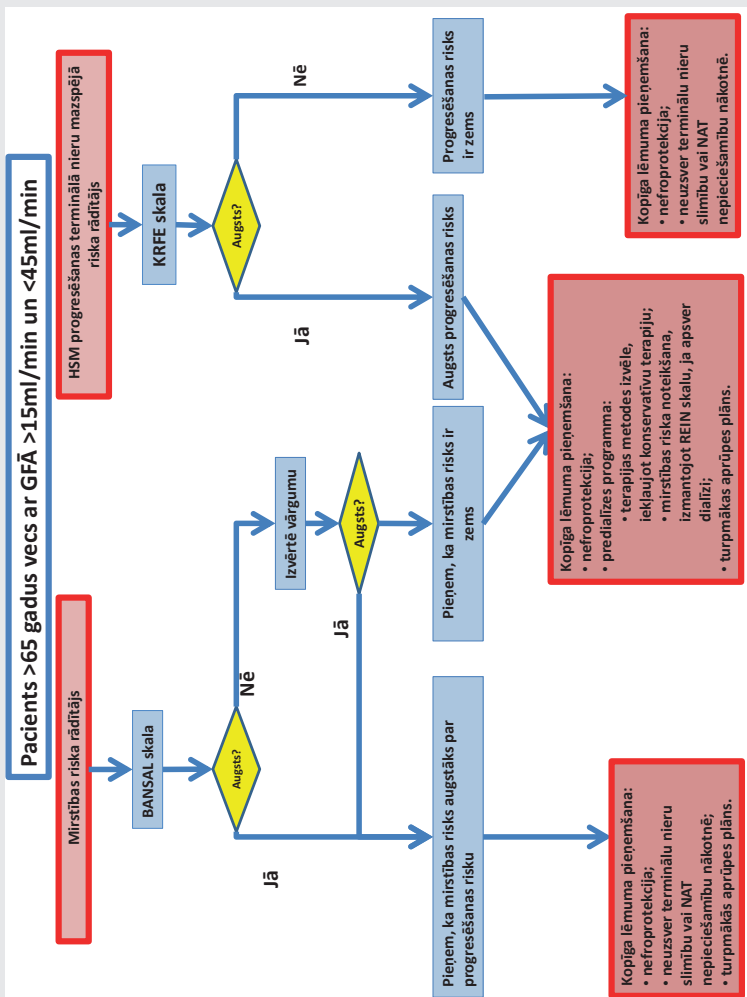 Pacients >65 gadus vecs ar GFĀ >15ml/min un <45ml/min
Mirstības riska rādītājs
BANSAL skala
Augsts?
Jā
Nē
Izvērtē vārgumu
Augsts?
Jā
Pieņem, ka mirstības risks augstāks par
progresēšanas risku
Pieņem, ka mirstības risks ir
zems
Kopīga lēmuma pieņemšana:
• nefroprotekcija;
• neuzsver terminālu nieru
slimību vai NAT
nepieciešamību nākotnē;
• turpmākās aprūpes plāns.
HSM progresēšanas terminālā nieru mazspējā
riska rādītājs
KRFE skala
Augsts?
Jā
Nē
Augsts progresēšanas risks
Progresēšanas risks
ir zems
Kopīga lēmuma pieņemšana:
• nefroprotekcija;
• predialīzes programma:
• terapijas metodes izvēle,
iekļaujot konservatīvu terapiju;
• mirstības riska noteikšana,
izmantojot REIN skalu, ja apsver
dialīzi;
• turpmākas aprūpes plāns.
Kopīga lēmuma pieņemšana:
• nefroprotekcija;
• neuzsver terminālu nieru
slimību vai NAT
nepieciešamību nākotnē.